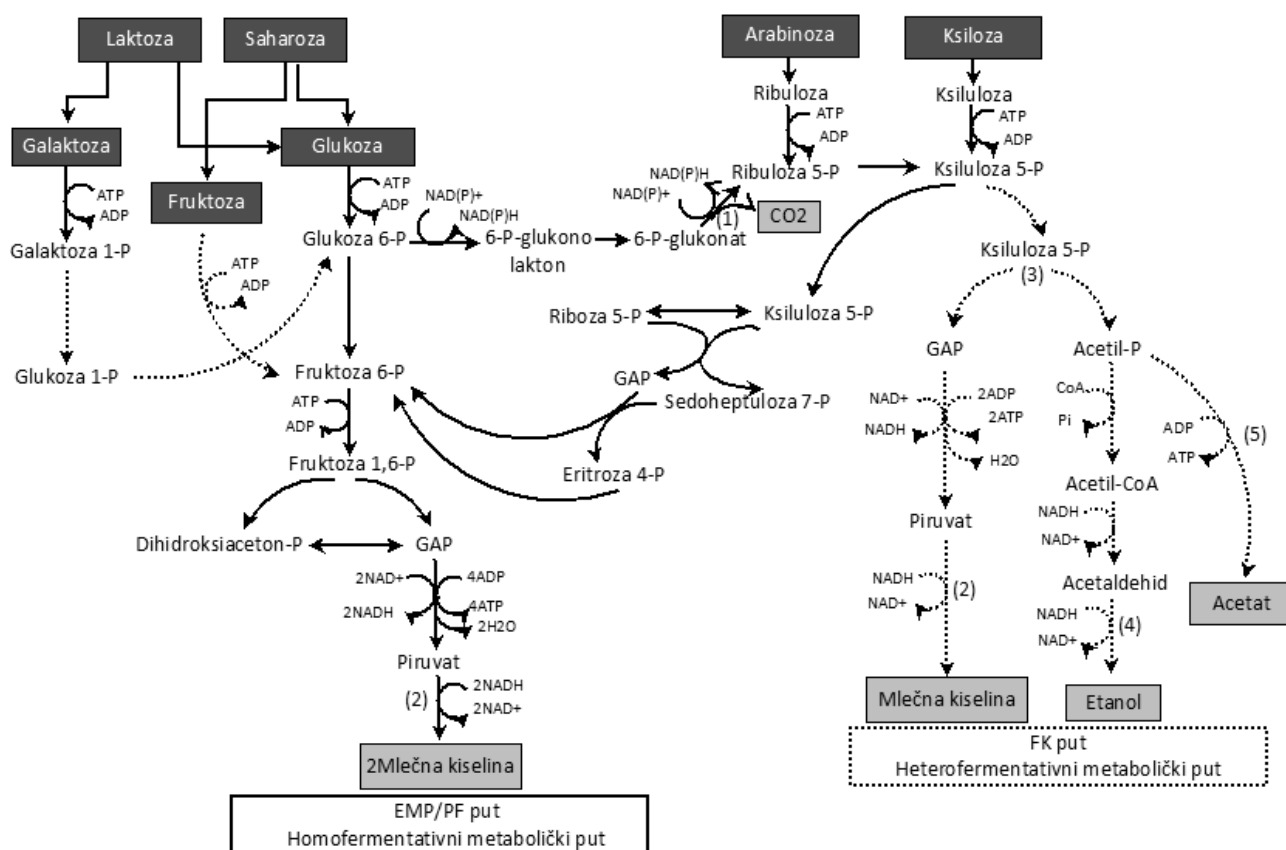 Laktoza
Saharoza
Arabinoza
Ksiloza
Ribuloza
Ksiluloza
ATP
ADP
ATP
ADP
Galaktoza
Glukoza
Fruktoza
Ribuloza 5-P
Ksiluloza 5-P
ATP
ADP
ATP
ADP
NAD(P)+
NAD(P)H
NAD(P)H
NAD(P)+
(1)
CO2
Galaktoza 1-P
Glukoza 6-P
6-P-glukono
lakton
6-P-glukonat
Ksiluloza 5-P
(3)
ATP
ADP
Riboza 5-P
Ksiluloza 5-P
Glukoza 1-P
Fruktoza 6-P
GAP
Sedoheptuloza 7-P
GAP
Acetil-P
ATP
ADP
NAD+
NADH
2ADP
2ATP
H2O
CoA
Pi
ADP
ATP
(5)
Fruktoza 1,6-P
Eritroza 4-P
Acetil-CoA
Piruvat
NADH
NAD+
Dihidroksiaceton-P
GAP
2NAD+
2NADH
4ADP
4ATP
2H2O
NADH
NAD+
(2)
Acetaldehid
Acetat
NADH
NAD+
(4)
Piruvat
(2)
2NADH
2NAD+
Mlečna kiselina
Etanol
2Mlečna kiselina
FK put
Heterofermentativni metabolički put
EMP/PF put
Homofermentativni metabolički put